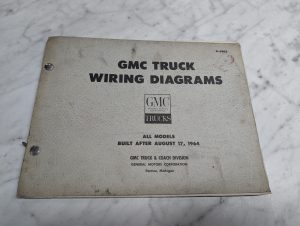 GMC TRUCK
WIRING DIAGRAMS
GMC
TRUCKS
ALL MODELS
BUILT AFTER AUGUST 17, 1964
GMC TRUCK & COACH DIVISION
GENERAL MOTORS CORPORATION
Pontiac, Michigan